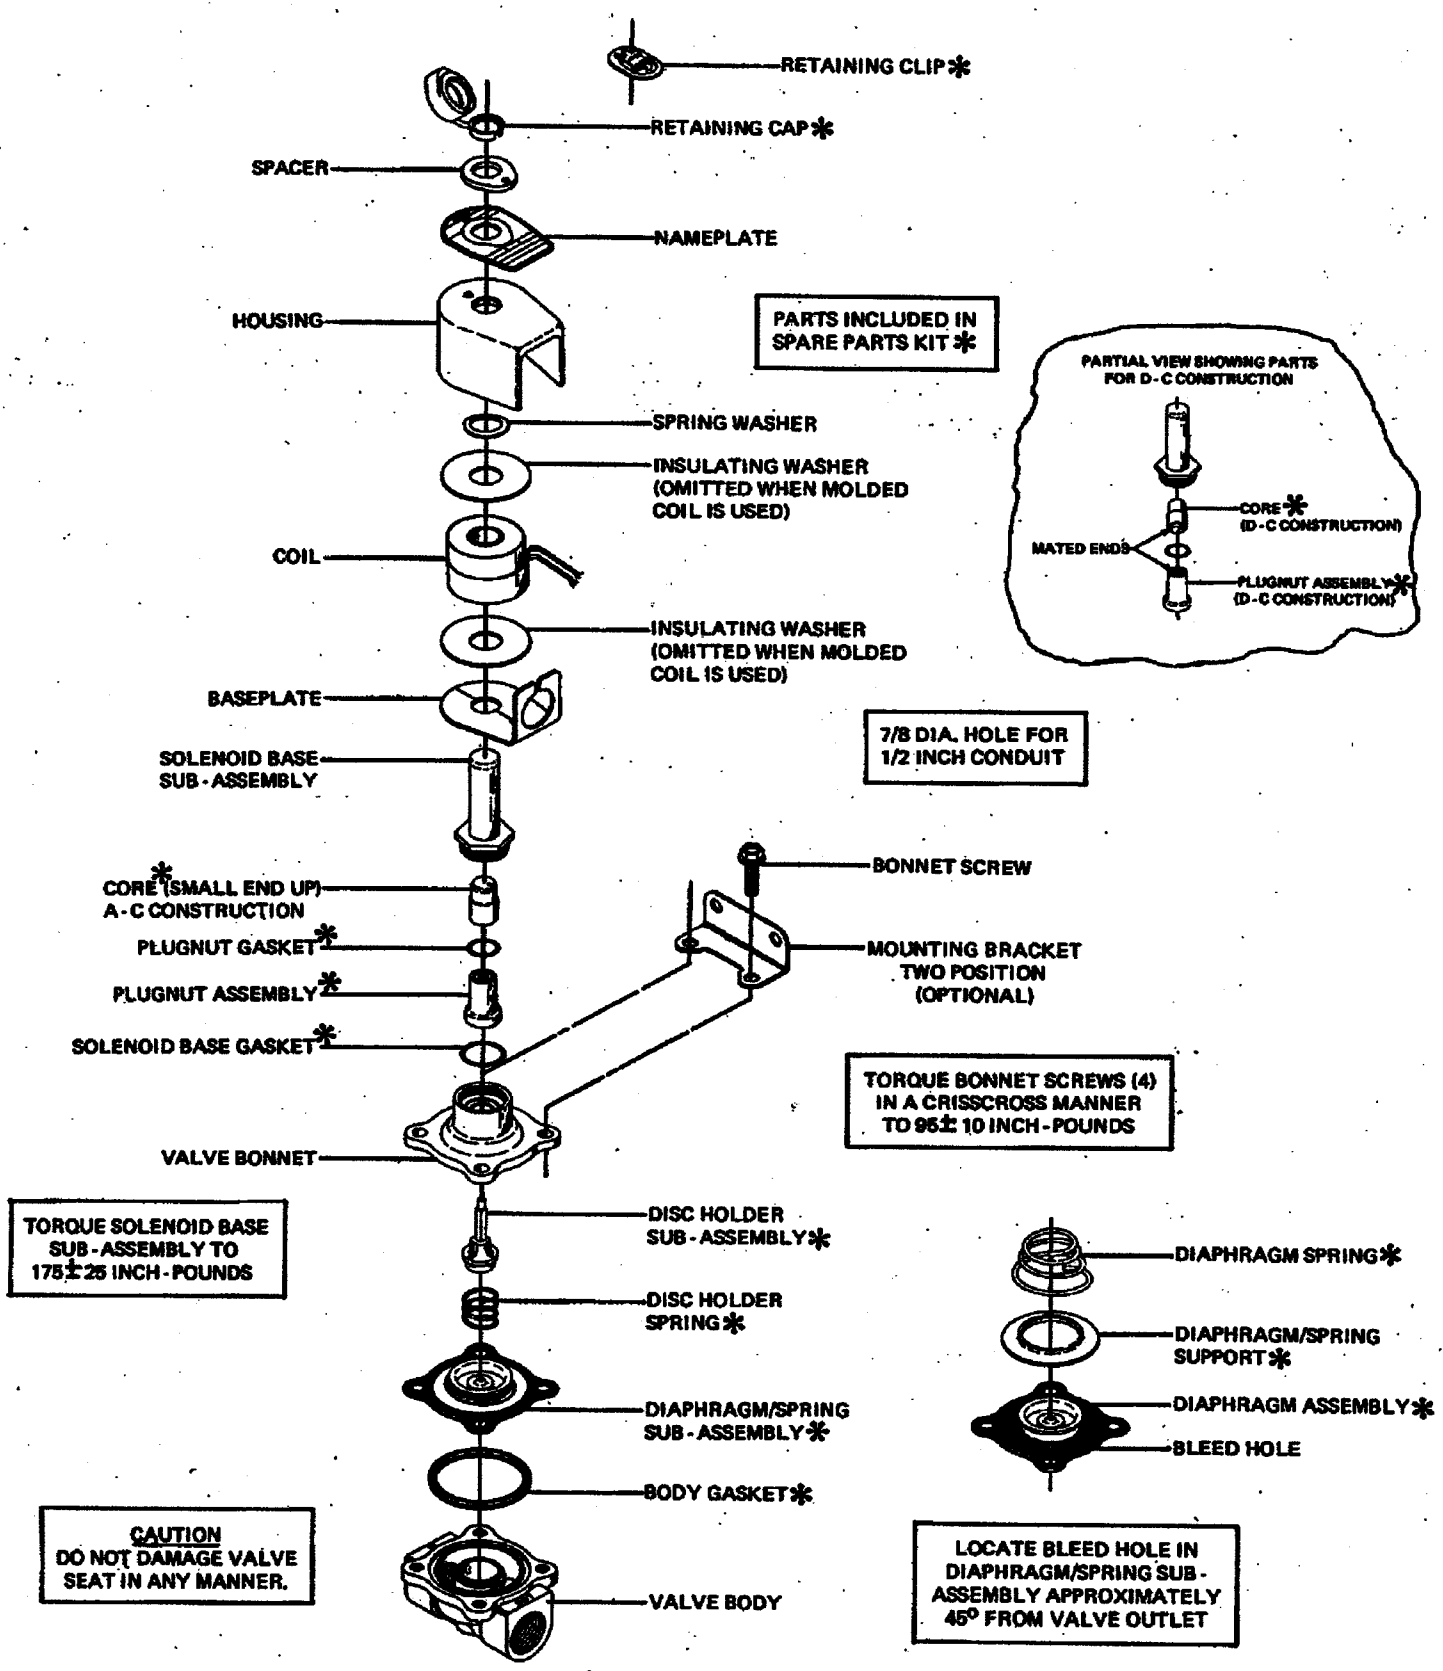 RETAINING CLIP*
RETAINING CAP*
SPACER
NAMEPLATE
HOUSING
PARTS INCLUDED IN
SPARE PARTS KIT *
PARTIAL VIEW SHOWING PARTS
FOR D-C CONSTRUCTION
SPRING WASHER
INSULATING WASHER
(OMITTED WHEN MOLDED
COIL IS USED)
CORE*
(D-C CONSTRUCTION)
MATED ENDS
PLUGNUT ASSEMBLY*
(D-C CONSTRUCTION)
COIL
INSULATING WASHER
(OMITTED WHEN MOLDED
COIL IS USED)
BASEPLATE
7/8 DIA. HOLE FOR
1/2 INCH CONDUIT
SOLENOID BASE
SUB-ASSEMBLY
BONNET SCREW
CORE*(SMALL END UP)
A-C CONSTRUCTION
PLUGNUT GASKET*
MOUNTING BRACKET
TWO POSITION
(OPTIONAL)
PLUGNUT ASSEMBLY*
SOLENOID BASE GASKET*
TORQUE BONNET SCREWS (4)
IN A CRISSCROSS MANNER
TO 95± 10 INCH-POUNDS
VALVE BONNET
TORQUE SOLENOID BASE
SUB-ASSEMBLY TO
175±25 INCH-POUNDS
DISC HOLDER
SUB-ASSEMBLY*
DIAPHRAGM SPRING*
DISC HOLDER
SPRING*
DIAPHRAGM/SPRING
SUPPORT*
DIAPHRAGM/SPRING
SUB-ASSEMBLY*
DIAPHRAGM ASSEMBLY*
BLEED HOLE
BODY GASKET*
CAUTION
DO NOT DAMAGE VALVE
SEAT IN ANY MANNER.
LOCATE BLEED HOLE IN
DIAPHRAGM/SPRING SUB-
ASSEMBLY APPROXIMATELY
45° FROM VALVE OUTLET
VALVE BODY